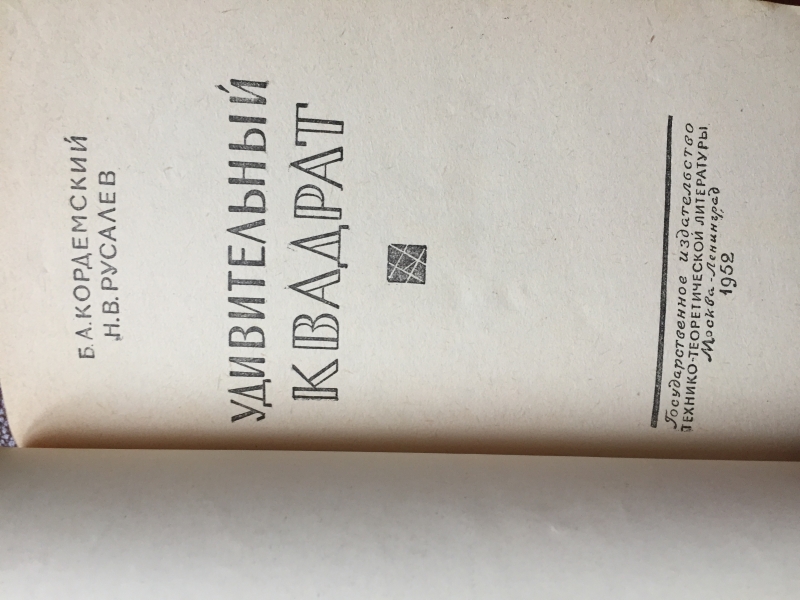 Б. А. КОРДЕМСКИЙ
Н. В. РУСАЛЕВ
УДИВИТЕЛЬНЫЙ
КВАДРАТ
Государственное издательство
ТЕХНИКО-ТЕОРЕТИЧЕСКОЙ ЛИТЕРАТУРЫ
Москва-Ленинград
1952